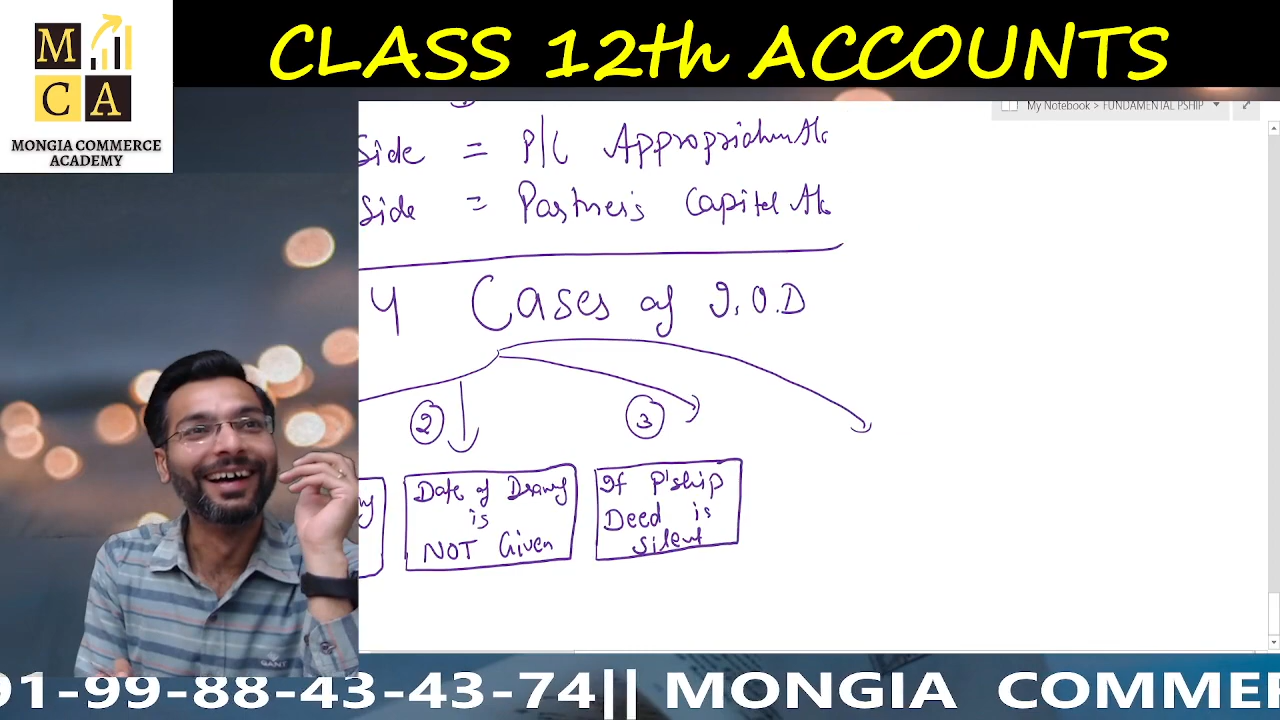 M
C A
MONGIA COMMERCE
ACADEMY
CLASS 12th ACCOUNTS
My Notebook > FUNDAMENTAL PSHIP
Side = P/L Appropriation A/c
Side = Partner's Capital A/c
4 Cases of I.O.D
2
3
Date of Drawing
is
NOT Given
If P'ship
Deed is
silent
GANT
91-99-88-43-43-74|| MONGIA COMMER